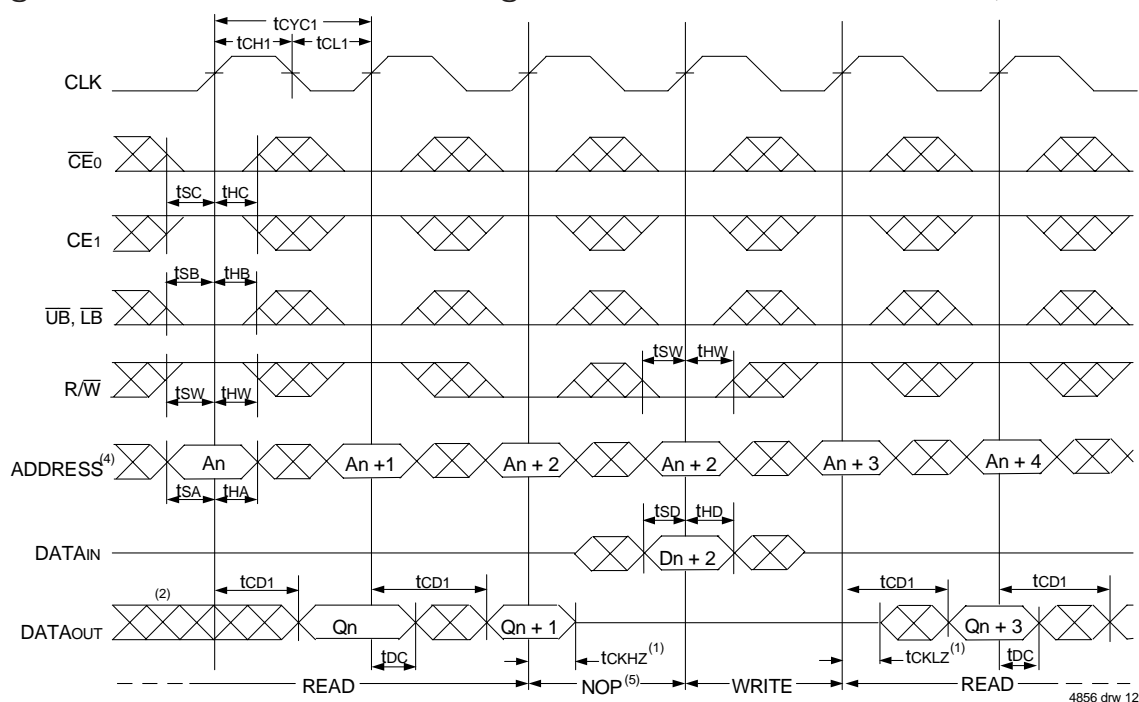 tCYC1
tCH1 tCL1
CLK
CE0
tSC tHC
CE1
tSB tHB
UB, LB
tSW tHW
R/W
tSW tHW
ADDRESS(4) An An +1 An + 2 An + 2 An + 3 An + 4
tSA tHA
tSD tHD
DATAIN Dn + 2
tCD1 tCD1 tCD1 tCD1
(2)
DATAOUT Qn Qn + 1 Qn + 3
tDC tCKHZ(1) tCKLZ(1) tDC
READ NOP(5) WRITE READ
4856 drw 12